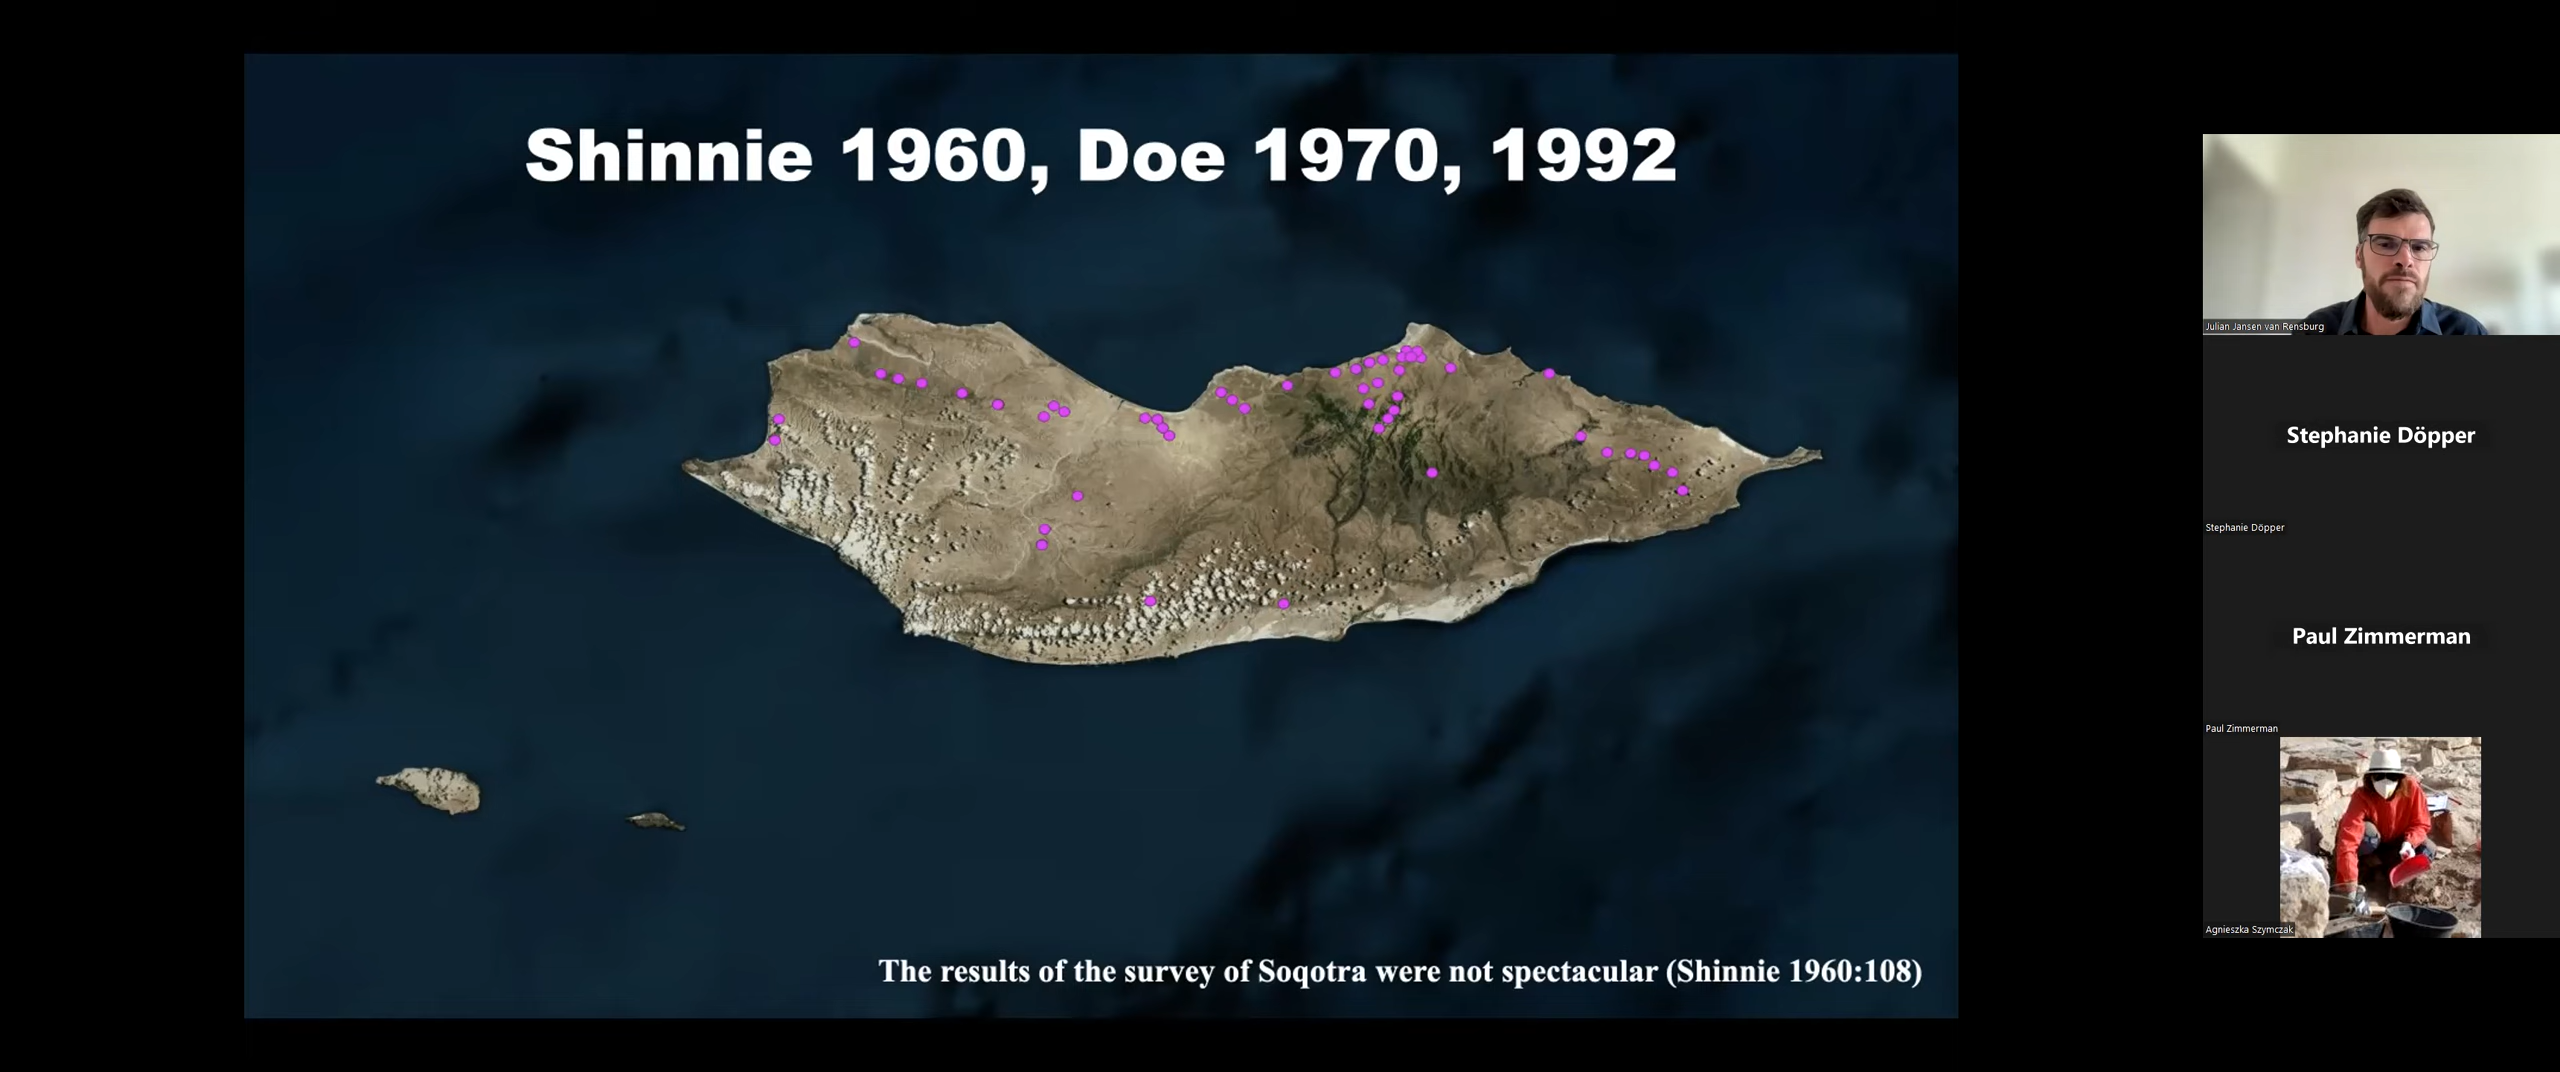 Shinnie 1960, Doe 1970, 1992
The results of the survey of Soqotra were not spectacular (Shinnie 1960:108)
Julian Jansen van Rensburg
Stephanie Döpper
Stephanie Döpper
Paul Zimmerman
Paul Zimmerman
Agnieszka Szymczak